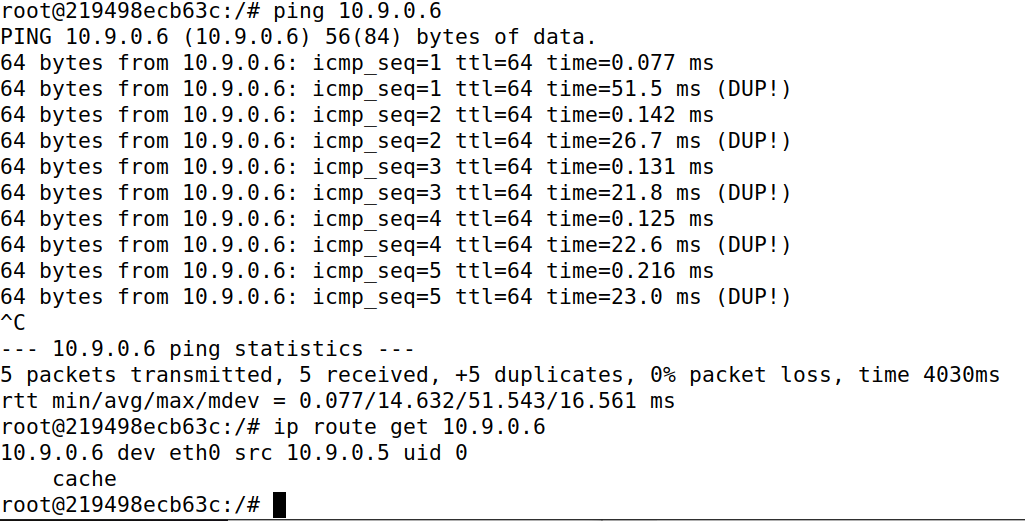 root@219498ecb63c:/# ping 10.9.0.6
PING 10.9.0.6 (10.9.0.6) 56(84) bytes of data.
64 bytes from 10.9.0.6: icmp_seq=1 ttl=64 time=0.077 ms
64 bytes from 10.9.0.6: icmp_seq=1 ttl=64 time=51.5 ms (DUP!)
64 bytes from 10.9.0.6: icmp_seq=2 ttl=64 time=0.142 ms
64 bytes from 10.9.0.6: icmp_seq=2 ttl=64 time=26.7 ms (DUP!)
64 bytes from 10.9.0.6: icmp_seq=3 ttl=64 time=0.131 ms
64 bytes from 10.9.0.6: icmp_seq=3 ttl=64 time=21.8 ms (DUP!)
64 bytes from 10.9.0.6: icmp_seq=4 ttl=64 time=0.125 ms
64 bytes from 10.9.0.6: icmp_seq=4 ttl=64 time=22.6 ms (DUP!)
64 bytes from 10.9.0.6: icmp_seq=5 ttl=64 time=0.216 ms
64 bytes from 10.9.0.6: icmp_seq=5 ttl=64 time=23.0 ms (DUP!)
^C
--- 10.9.0.6 ping statistics ---
5 packets transmitted, 5 received, +5 duplicates, 0% packet loss, time 4030ms
rtt min/avg/max/mdev = 0.077/14.632/51.543/16.561 ms
root@219498ecb63c:/# ip route get 10.9.0.6
10.9.0.6 dev eth0 src 10.9.0.5 uid 0
    cache
root@219498ecb63c:/#